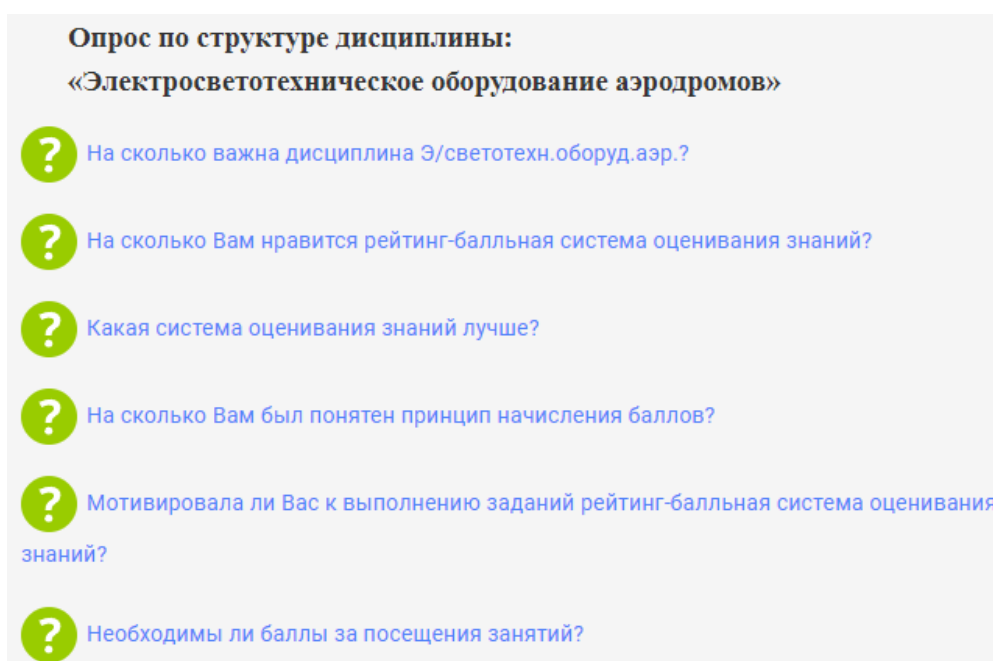 Опрос по структуре дисциплины:
«Электросветотехническое оборудование аэродромов»
? На сколько важна дисциплина Э/светотехн.оборуд.аэр.?
? На сколько Вам нравится рейтинг-балльная система оценивания знаний?
? Какая система оценивания знаний лучше?
? На сколько Вам был понятен принцип начисления баллов?
? Мотивировала ли Вас к выполнению заданий рейтинг-балльная система оценивания
знаний?
? Необходимы ли баллы за посещения занятий?